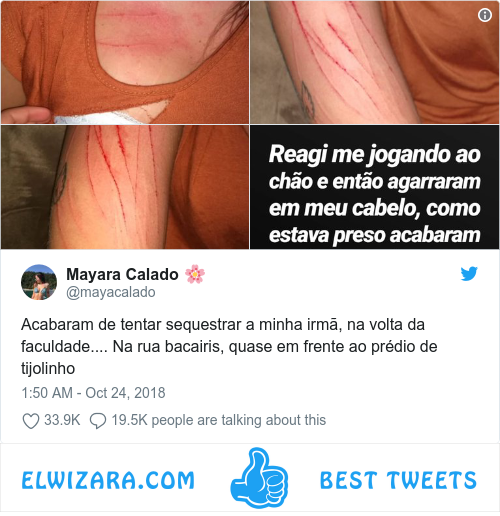 Reagi me jogando ao
chão e então agarraram
em meu cabelo, como
estava preso acabaram
Mayara Calado 🌸
@mayacalado
Acabaram de tentar sequestrar a minha irmã, na volta da
faculdade.... Na rua bacairis, quase em frente ao prédio de
tijolinho
1:50 AM - Oct 24, 2018
33.9K 19.5K people are talking about this
ELWIZARA.COM BEST TWEETS